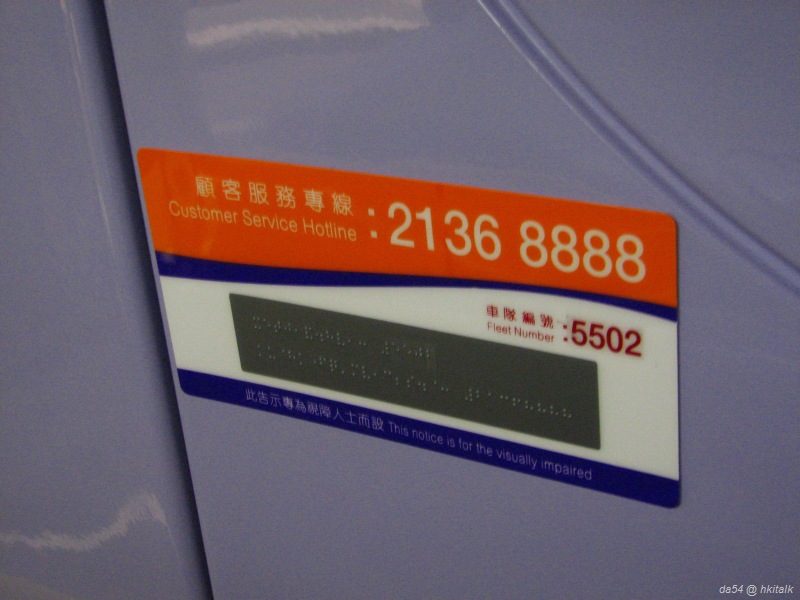 顧客服務專線
Customer Service Hotline : 2136 8888
車隊編號
Fleet Number : 5502
此告示專為視障人士而設 This notice is for the visually impaired
da54 @ hkitalk